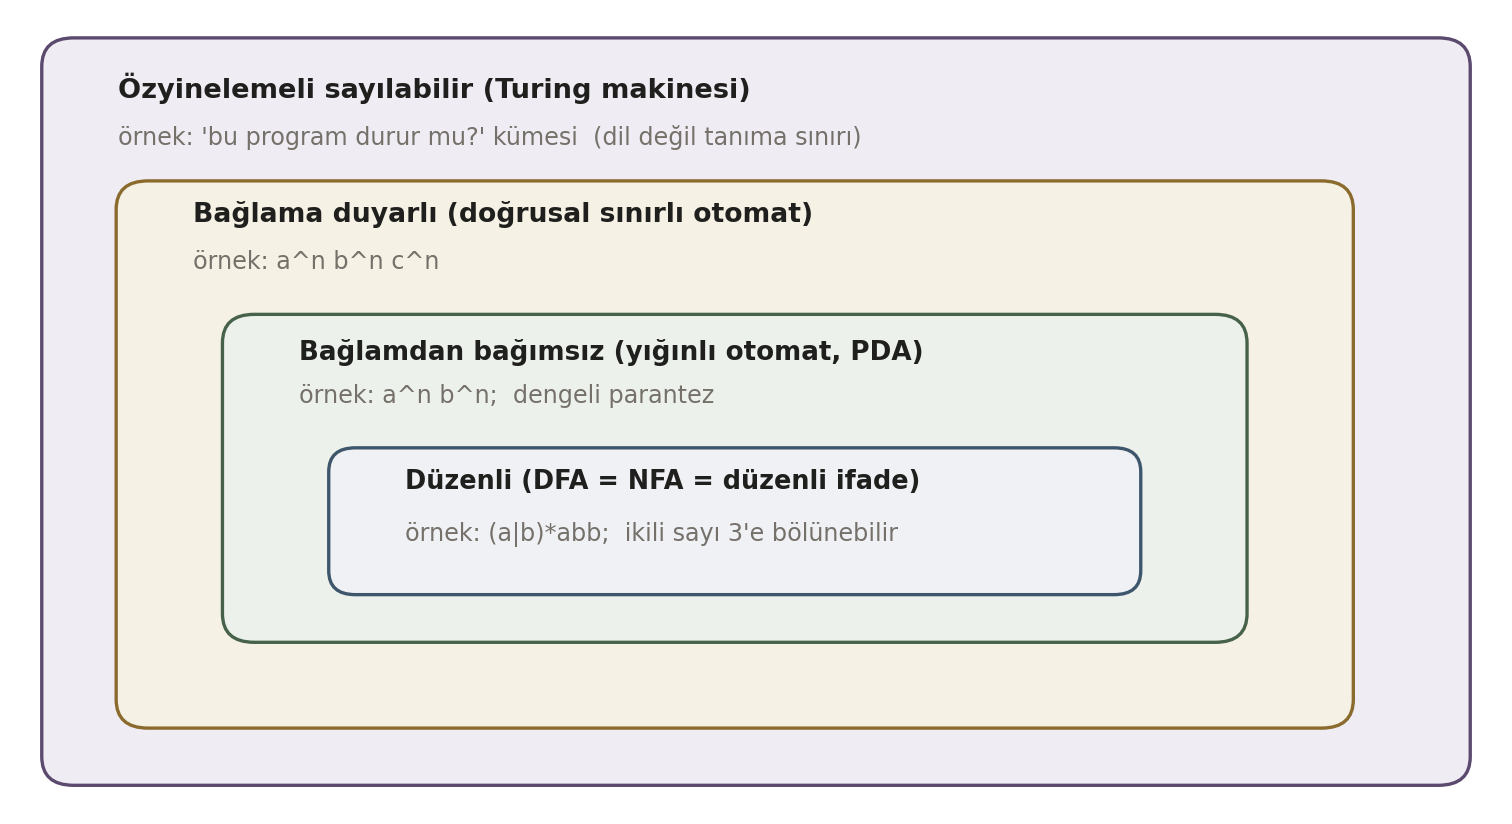 Özyinelemeli sayılabilir (Turing makinesi)
örnek: 'bu program durur mu?' kümesi  (dil değil tanıma sınırı)
Bağlama duyarlı (doğrusal sınırlı otomat)
örnek: a^n b^n c^n
Bağlamdan bağımsız (yığınlı otomat, PDA)
örnek: a^n b^n;  dengeli parantez
Düzenli (DFA = NFA = düzenli ifade)
örnek: (a|b)*abb;  ikili sayı 3'e bölünebilir